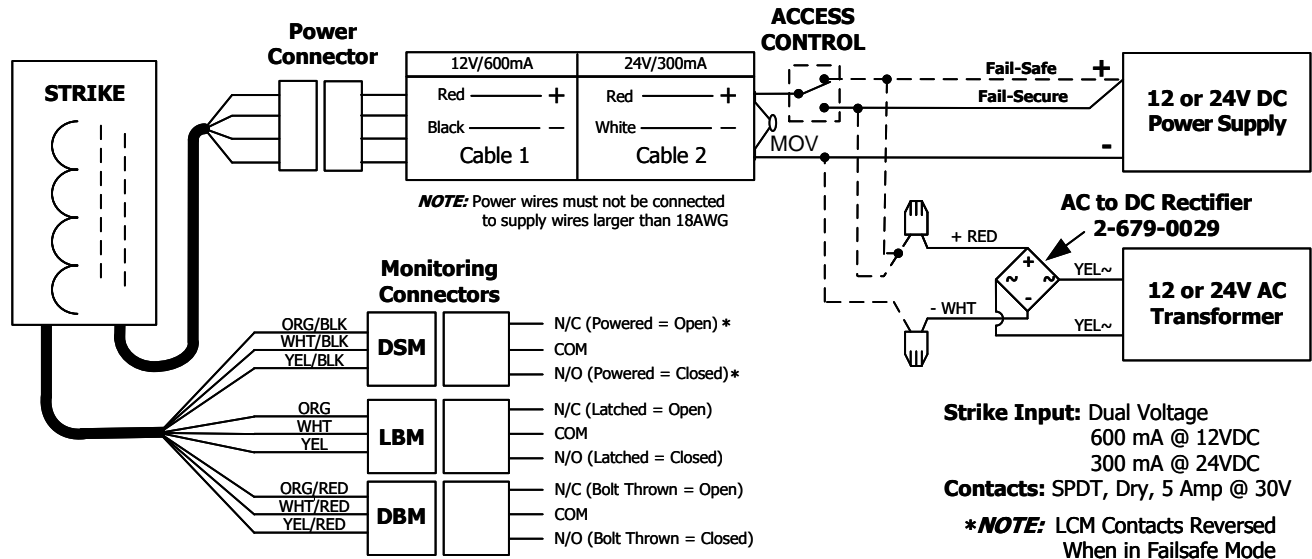 STRIKE
Power
Connector
12V/600mA
Red + 
Black -
Cable 1
24V/300mA
Red +
White -
Cable 2
NOTE: Power wires must not be connected
to supply wires larger than 18AWG
ACCESS
CONTROL
MOV
Fail-Safe
Fail-Secure
+
-
12 or 24V DC
Power Supply
AC to DC Rectifier
2-679-0029
+ RED
- WHT
+
~
~
-
YEL~
YEL~
12 or 24V AC
Transformer
Monitoring
Connectors
ORG/BLK
WHT/BLK
YEL/BLK
DSM
N/C (Powered = Open) *
COM
N/O (Powered = Closed)*
ORG
WHT
YEL
LBM
N/C (Latched = Open)
COM
N/O (Latched = Closed)
ORG/RED
WHT/RED
YEL/RED
DBM
N/C (Bolt Thrown = Open)
COM
N/O (Bolt Thrown = Closed)
Strike Input: Dual Voltage
600 mA @ 12VDC
300 mA @ 24VDC
Contacts: SPDT, Dry, 5 Amp @ 30V
*NOTE: LCM Contacts Reversed
When in Failsafe Mode